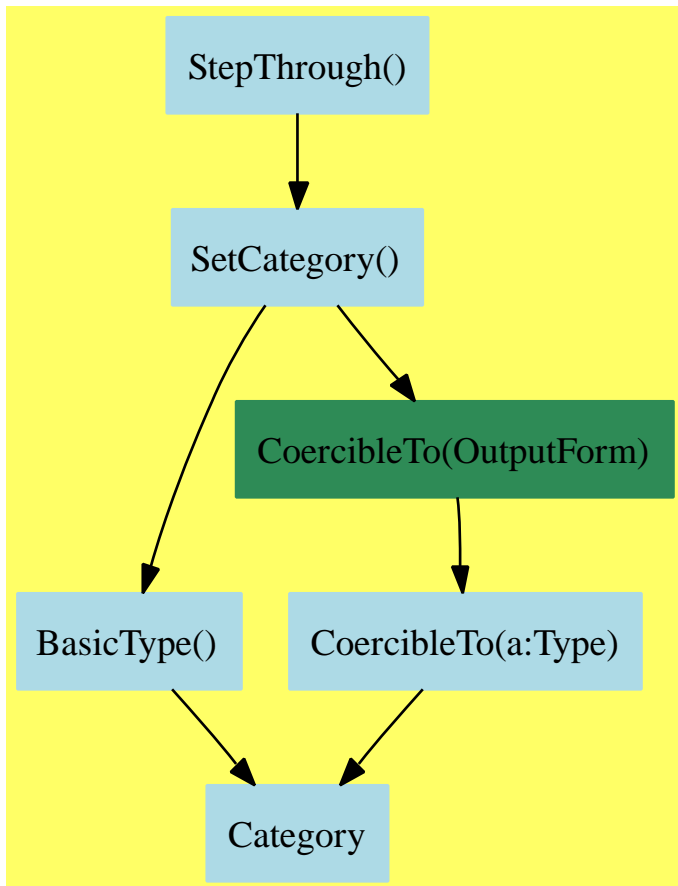 StepThrough()
SetCategory()
CoercibleTo(OutputForm)
BasicType()
CoercibleTo(a:Type)
Category